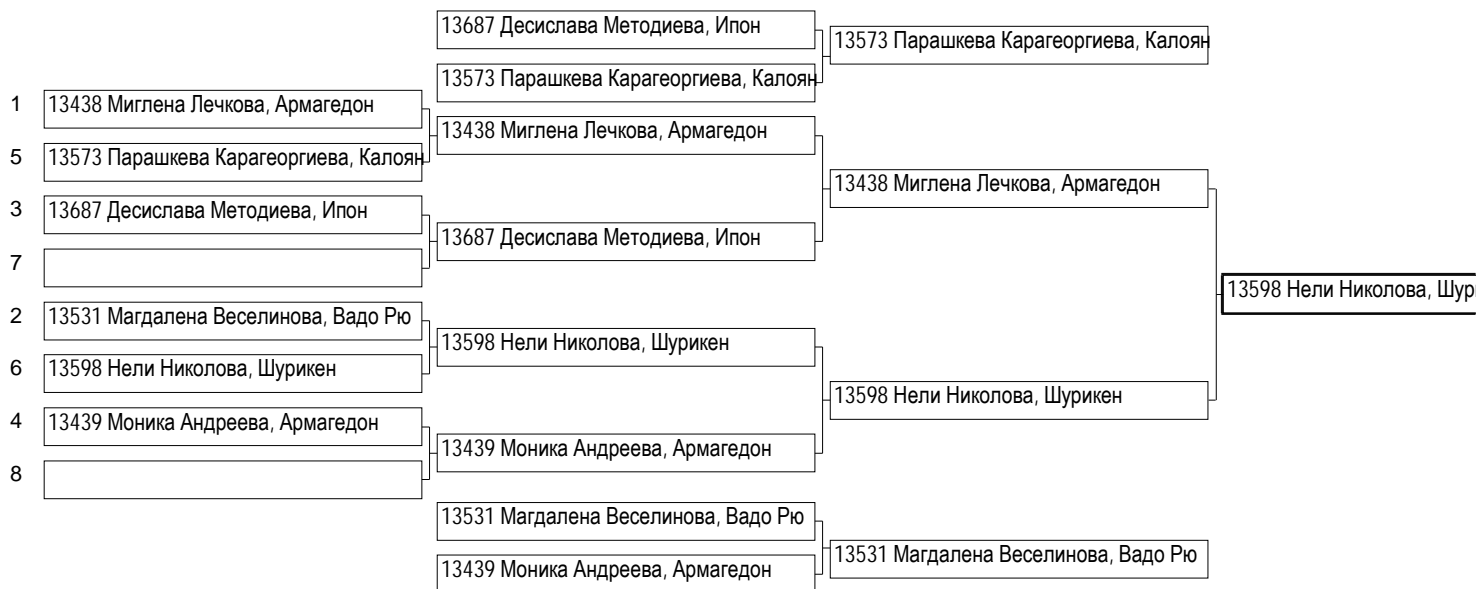 13687 Десислава Методиева, Ипон
13573 Парашкева Карагеоргиева, Калоян
13573 Парашкева Карагеоргиева, Калоян
1 13438 Миглена Лечкова, Армагедон
13438 Миглена Лечкова, Армагедон
5 13573 Парашкева Карагеоргиева, Калоян
13438 Миглена Лечкова, Армагедон
3 13687 Десислава Методиева, Ипон
13687 Десислава Методиева, Ипон
7
13598 Нели Николова, Шур
2 13531 Магдалена Веселинова, Вадо Рю
13598 Нели Николова, Шурикен
6 13598 Нели Николова, Шурикен
13598 Нели Николова, Шурикен
4 13439 Моника Андреева, Армагедон
13439 Моника Андреева, Армагедон
8
13531 Магдалена Веселинова, Вадо Рю
13531 Магдалена Веселинова, Вадо Рю
13439 Моника Андреева, Армагедон